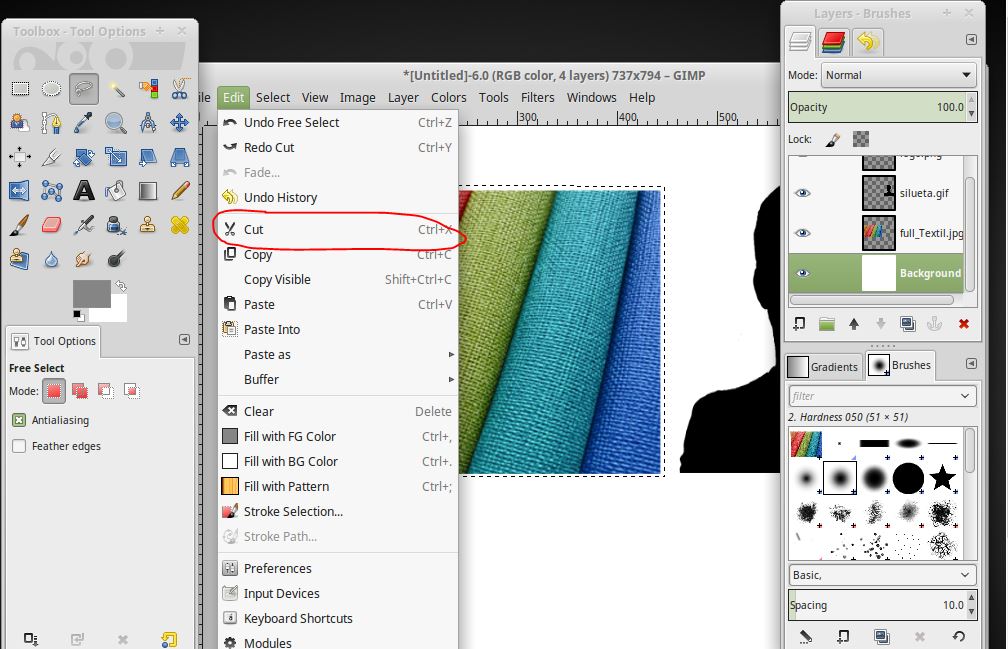 Toolbox - Tool Options
Tool Options
Free Select
Mode:
Antialiasing
Feather edges
*[Untitled]-6.0 (RGB color, 4 layers) 737x794 – GIMP
ile Edit Select View Image Layer Colors Tools Filters Windows Help
300 400 500
Undo Free Select Ctrl+Z
Redo Cut Ctrl+Y
Fade...
Undo History
Cut Ctrl+X
Copy Ctrl+C
Copy Visible Shift+Ctrl+C
Paste Ctrl+V
Paste Into
Paste as
Buffer
Clear Delete
Fill with FG Color Ctrl+,
Fill with BG Color Ctrl+.
Fill with Pattern Ctrl+;
Stroke Selection...
Stroke Path...
Preferences
Input Devices
Keyboard Shortcuts
Modules
Layers - Brushes
Mode: Normal
Opacity 100.0
Lock:
silueta.gif
full_Textil.jpg
Background
Gradients Brushes
filter
2. Hardness 050 (51 × 51)
Basic,
Spacing 10.0